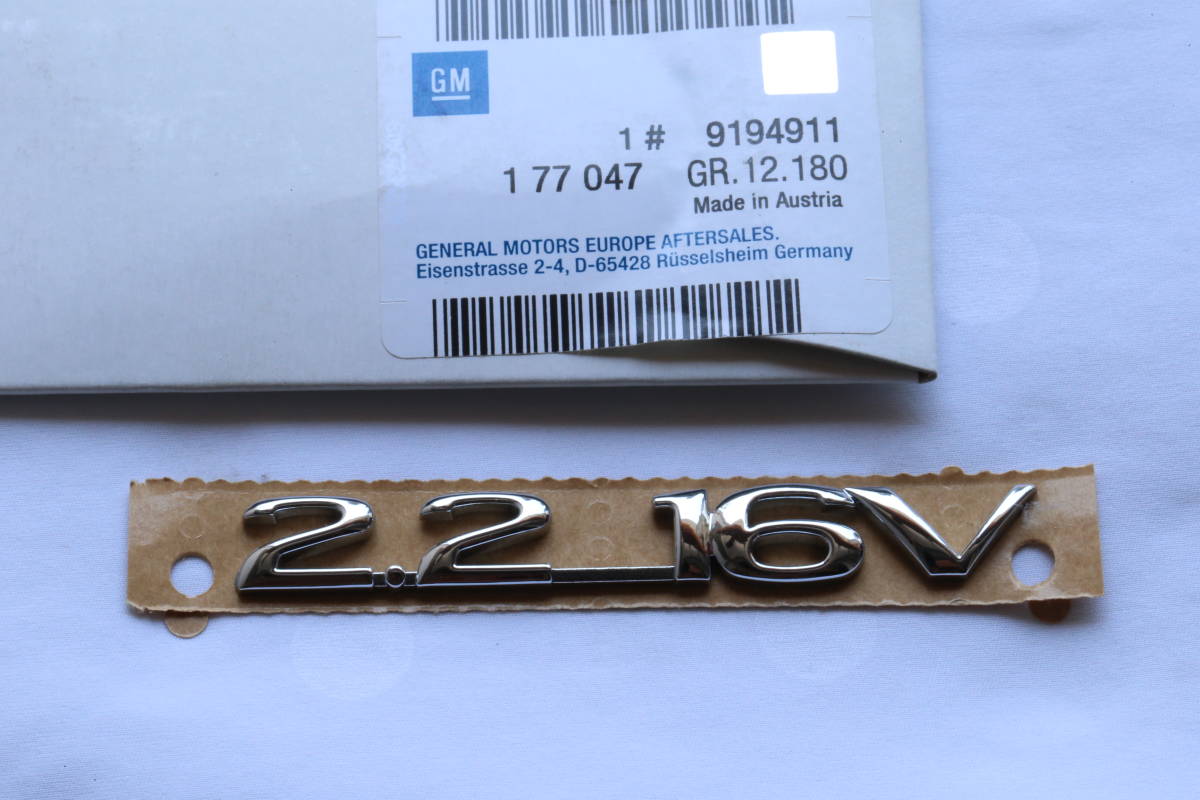 GM
1 # 9194911
1 77 047 GR.12.180
Made in Austria
GENERAL MOTORS EUROPE AFTERSALES.
Eisenstrasse 2-4, D-65428 Rüsselsheim Germany
2.2 16V